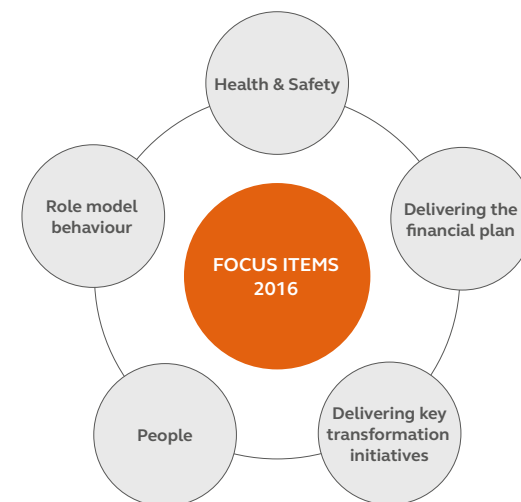 Health & Safety
Role model
behaviour
Delivering the
financial plan
FOCUS ITEMS
2016
People
Delivering key
transformation
initiatives